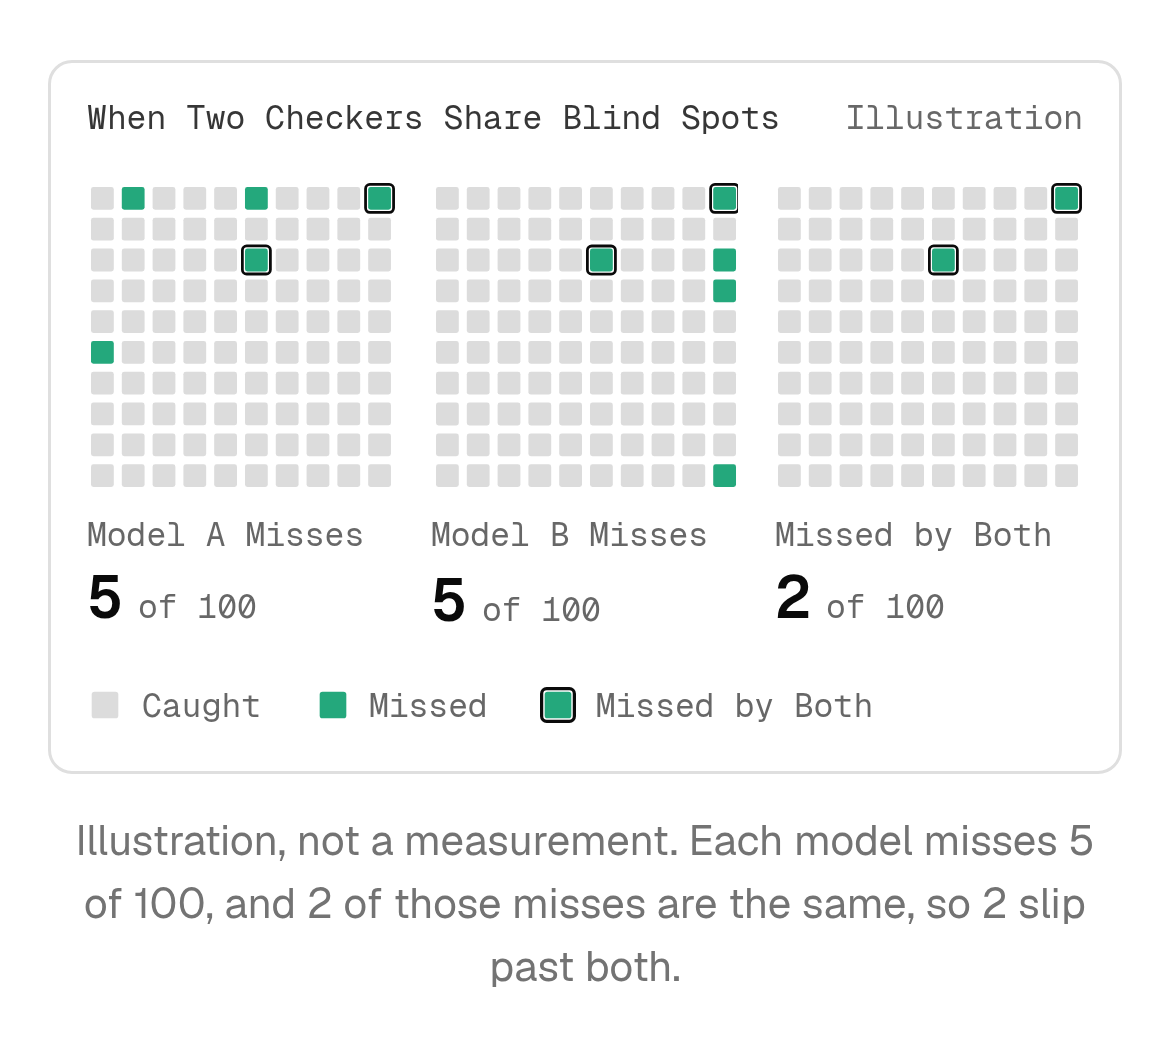 When Two Checkers Share Blind Spots
Illustration
Model A Misses
5 of 100
Model B Misses
5 of 100
Missed by Both
2 of 100
Caught
Missed
Missed by Both
Illustration, not a measurement. Each model misses 5
of 100, and 2 of those misses are the same, so 2 slip
past both.